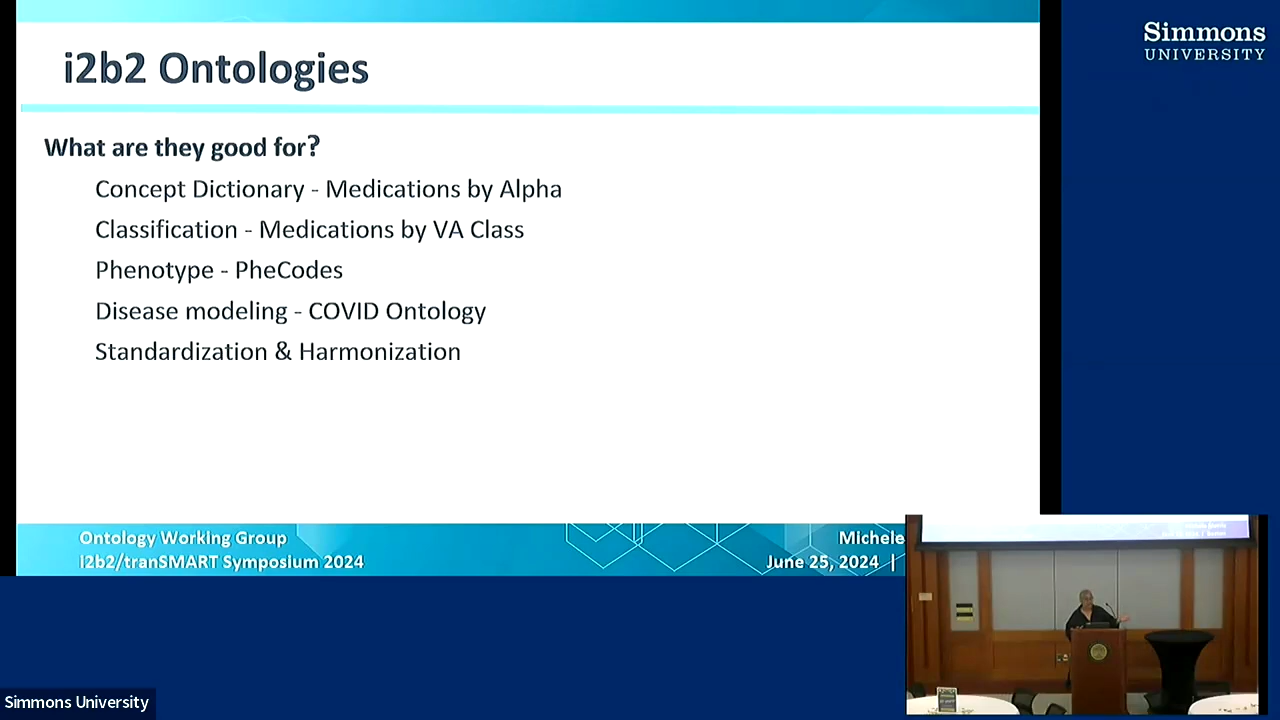 i2b2 Ontologies
What are they good for?
Concept Dictionary - Medications by Alpha
Classification - Medications by VA Class
Phenotype - PheCodes
Disease modeling - COVID Ontology
Standardization & Harmonization
Ontology Working Group
i2b2/tranSMART Symposium 2024
Michele
June 25, 2024 |
Simmons
UNIVERSITY
Simmons University